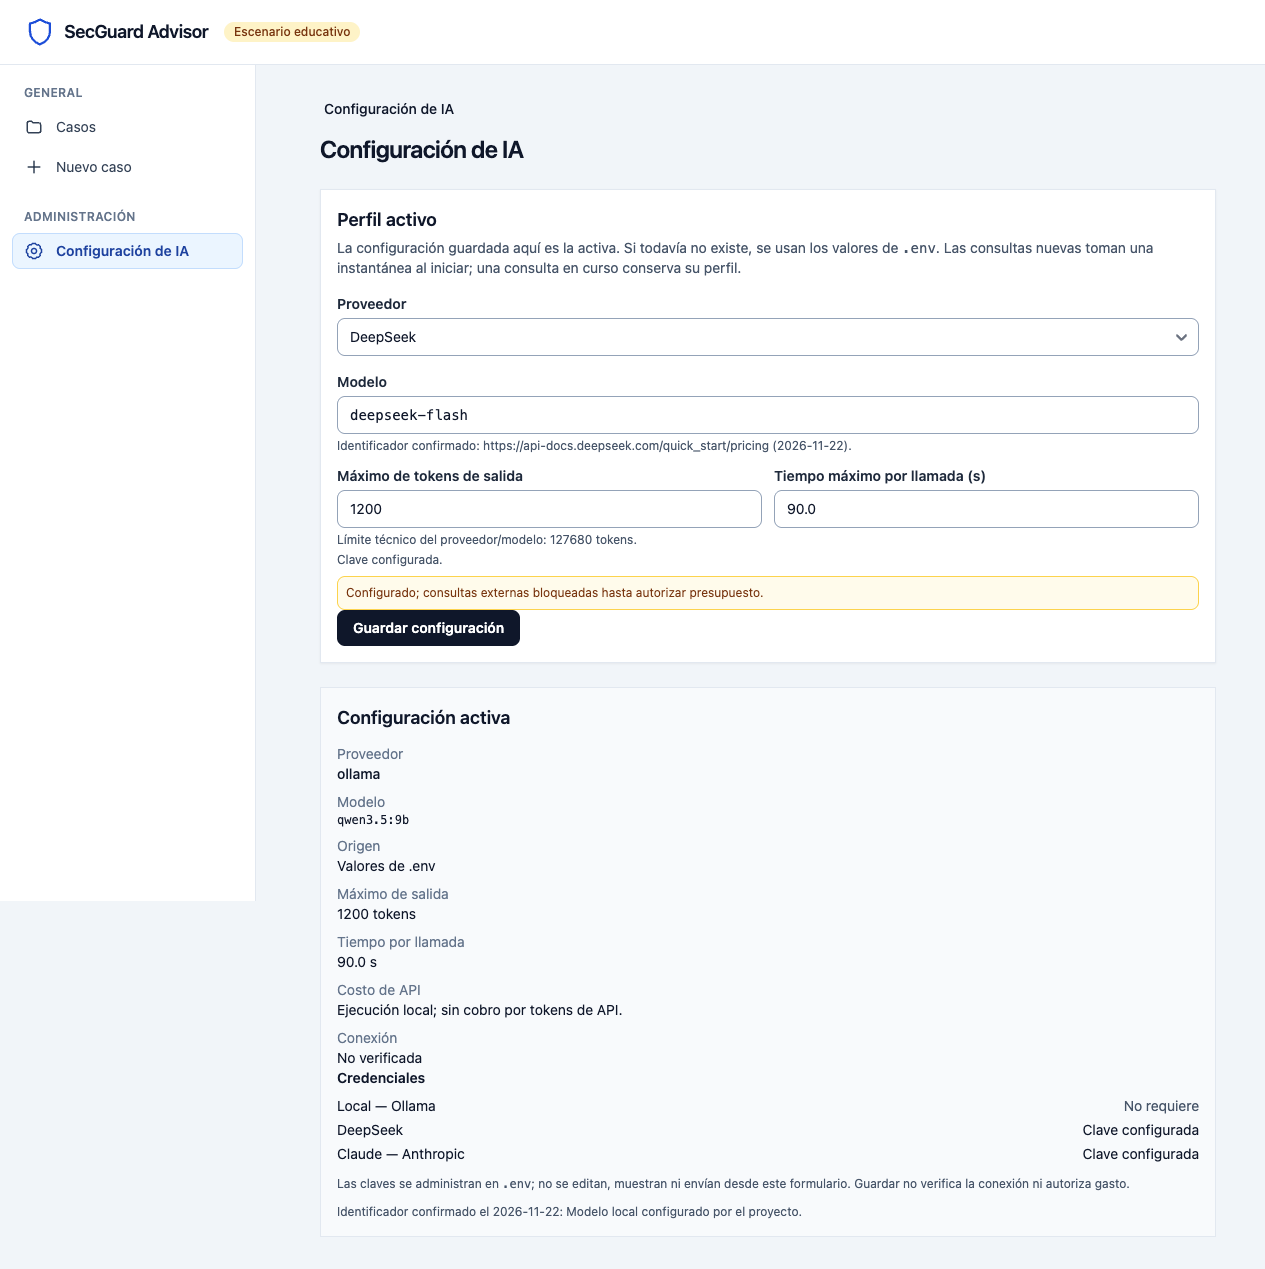 SecGuard Advisor
Escenario educativo
GENERAL
Casos
Nuevo caso
ADMINISTRACIÓN
Configuración de IA
Configuración de IA
Configuración de IA
Perfil activo
La configuración guardada aquí es la activa. Si todavía no existe, se usan los valores de .env. Las consultas nuevas toman una
instantánea al iniciar; una consulta en curso conserva su perfil.
Proveedor
DeepSeek
Modelo
deepseek-flash
Identificador confirmado: https://api-docs.deepseek.com/quick_start/pricing (2026-11-22).
Máximo de tokens de salida
1200
Límite técnico del proveedor/modelo: 127680 tokens.
Tiempo máximo por llamada (s)
90.0
Clave configurada.
Configurado; consultas externas bloqueadas hasta autorizar presupuesto.
Guardar configuración
Configuración activa
Proveedor
ollama
Modelo
qwen3.5:9b
Origen
Valores de .env
Máximo de salida
1200 tokens
Tiempo por llamada
90.0 s
Costo de API
Ejecución local; sin cobro por tokens de API.
Conexión
No verificada
Credenciales
Local — Ollama No requiere
DeepSeek Clave configurada
Claude — Anthropic Clave configurada
Las claves se administran en .env; no se editan, muestran ni envían desde este formulario. Guardar no verifica la conexión ni autoriza gasto.
Identificador confirmado el 2026-11-22: Modelo local configurado por el proyecto.